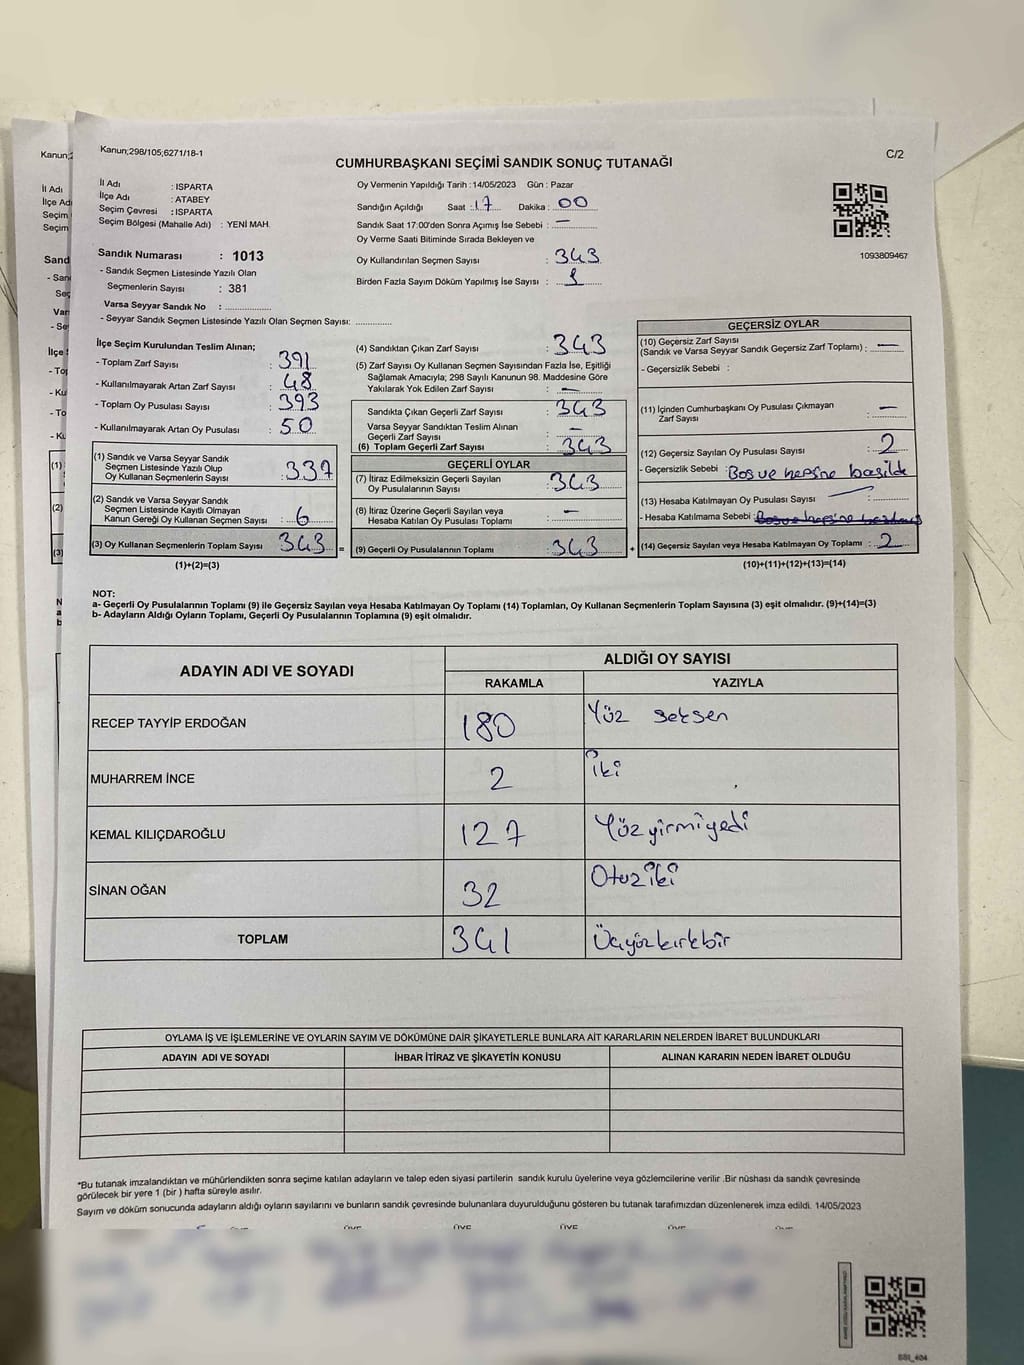 Kanun;298/105;6271/18-1
CUMHURBAŞKANI SEÇİMİ SANDIK SONUÇ TUTANAĞI
C/2
İl Adı : ISPARTA
İlçe Adı : ATABEY
Seçim Çevresi : ISPARTA
Seçim Bölgesi (Mahalle Adı) : YENİ MAH.
Sandık Numarası : 1013
- Sandık Seçmen Listesinde Yazılı Olan
Seçmenlerin Sayısı : 381
Varsa Seyyar Sandık No :
- Seyyar Sandık Seçmen Listesinde Yazılı Olan Seçmen Sayısı:
Oy Vermenin Yapıldığı Tarih : 14/05/2023 Gün : Pazar
Sandığın Açıldığı Saat : 17 Dakika : 00
Sandık Saat 17:00'den Sonra Açımış İse Sebebi : —
Oy Verme Saati Bitiminde Sırada Bekleyen ve
Oy Kullandırılan Seçmen Sayısı : 343
Birden Fazla Sayım Döküm Yapılmış İse Sayısı : 1
1093809467
İlçe Seçim Kurulundan Teslim Alınan;
- Toplam Zarf Sayısı : 391
- Kullanılmayarak Artan Zarf Sayısı : 48
- Toplam Oy Pusulası Sayısı : 393
- Kullanılmayarak Artan Oy Pusulası : 50
(1) Sandık ve Varsa Seyyar Sandık
Seçmen Listesinde Yazılı Olup
Oy Kullanan Seçmenlerin Sayısı : 337
(2) Sandık ve Varsa Seyyar Sandık
Seçmen Listesinde Kayıtlı Olmayan
Kanun Gereği Oy Kullanan Seçmen Sayısı : 6
(3) Oy Kullanan Seçmenlerin Toplam Sayısı : 343
(1)+(2)=(3)
(4) Sandıktan Çıkan Zarf Sayısı : 343
(5) Zarf Sayısı Oy Kullanan Seçmen Sayısından Fazla İse, Eşitliği
Sağlamak Amacıyla; 298 Sayılı Kanunun 98. Maddesine Göre
Yakılarak Yok Edilen Zarf Sayısı : —
Sandıkta Çıkan Geçerli Zarf Sayısı : 343
Varsa Seyyar Sandıktan Teslim Alınan
Geçerli Zarf Sayısı : —
(6) Toplam Geçerli Zarf Sayısı : 343
GEÇERLİ OYLAR
(7) İtiraz Edilmeksizin Geçerli Sayılan
Oy Pusulalarının Sayısı : 343
(8) İtiraz Üzerine Geçerli Sayılan veya
Hesaba Katılan Oy Pusulası Toplamı : —
= (9) Geçerli Oy Pusulalarının Toplamı : 343
GEÇERSİZ OYLAR
(10) Geçersiz Zarf Sayısı
(Sandık ve Varsa Seyyar Sandık Geçersiz Zarf Toplamı) : —
- Geçersizlik Sebebi :
(11) İçinden Cumhurbaşkanı Oy Pusulası Çıkmayan
Zarf Sayısı : —
(12) Geçersiz Sayılan Oy Pusulası Sayısı : 2
- Geçersizlik Sebebi : Boş ve hepsine basıldı
(13) Hesaba Katılmayan Oy Pusulası Sayısı : —
- Hesaba Katılmama Sebebi : Boş ve hepsine
+ (14) Geçersiz Sayılan veya Hesaba Katılmayan Oy Toplamı : 2
(10)+(11)+(12)+(13)=(14)
NOT:
a- Geçerli Oy Pusulalarının Toplamı (9) ile Geçersiz Sayılan veya Hesaba Katılmayan Oy Toplamı (14) Toplamları, Oy Kullanan Seçmenlerin Toplam Sayısına (3) eşit olmalıdır. (9)+(14)=(3)
b- Adayların Aldığı Oyların Toplamı, Geçerli Oy Pusulalarının Toplamına (9) eşit olmalıdır.
ADAYIN ADI VE SOYADI
ALDIĞI OY SAYISI
RAKAMLA YAZIYLA
RECEP TAYYİP ERDOĞAN 180 Yüz seksen
MUHARREM İNCE 2 iki
KEMAL KILIÇDAROĞLU 127 Yüzyirmiyedi
SİNAN OĞAN 32 Otuziki
TOPLAM 341 Üçyüzkırkbir
OYLAMA İŞ VE İŞLEMLERİNE VE OYLARIN SAYIM VE DÖKÜMÜNE DAİR ŞİKAYETLERLE BUNLARA AİT KARARLARIN NELERDEN İBARET BULUNDUKLARI
ADAYIN ADI VE SOYADI İHBAR İTİRAZ VE ŞİKAYETİN KONUSU ALINAN KARARIN NEDEN İBARET OLDUĞU
*Bu tutanak imzalandıktan ve mühürlendikten sonra seçime katılan adayların ve talep eden siyasi partilerin sandık kurulu üyelerine veya gözlemcilerine verilir .Bir nüshası da sandık çevresinde
görülecek bir yere 1 (bir ) hafta süreyle asılır.
Sayım ve döküm sonucunda adayların aldığı oyların sayılarını ve bunların sandık çevresinde bulunanlara duyurulduğunu gösteren bu tutanak tarafımızdan düzenlenerek imza edildi. 14/05/2023